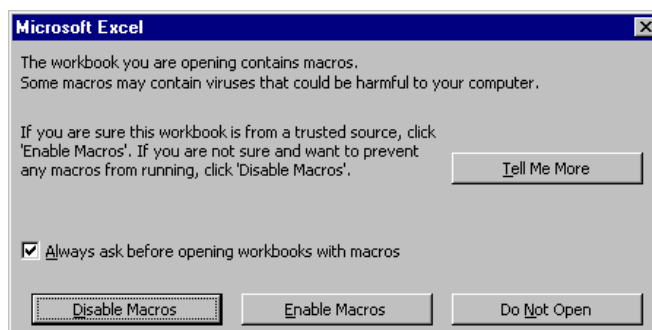 Microsoft Excel
The workbook you are opening contains macros.
Some macros may contain viruses that could be harmful to your computer.
If you are sure this workbook is from a trusted source, click
'Enable Macros'. If you are not sure and want to prevent
any macros from running, click 'Disable Macros'.
Tell Me More
Always ask before opening workbooks with macros
Disable Macros
Enable Macros
Do Not Open